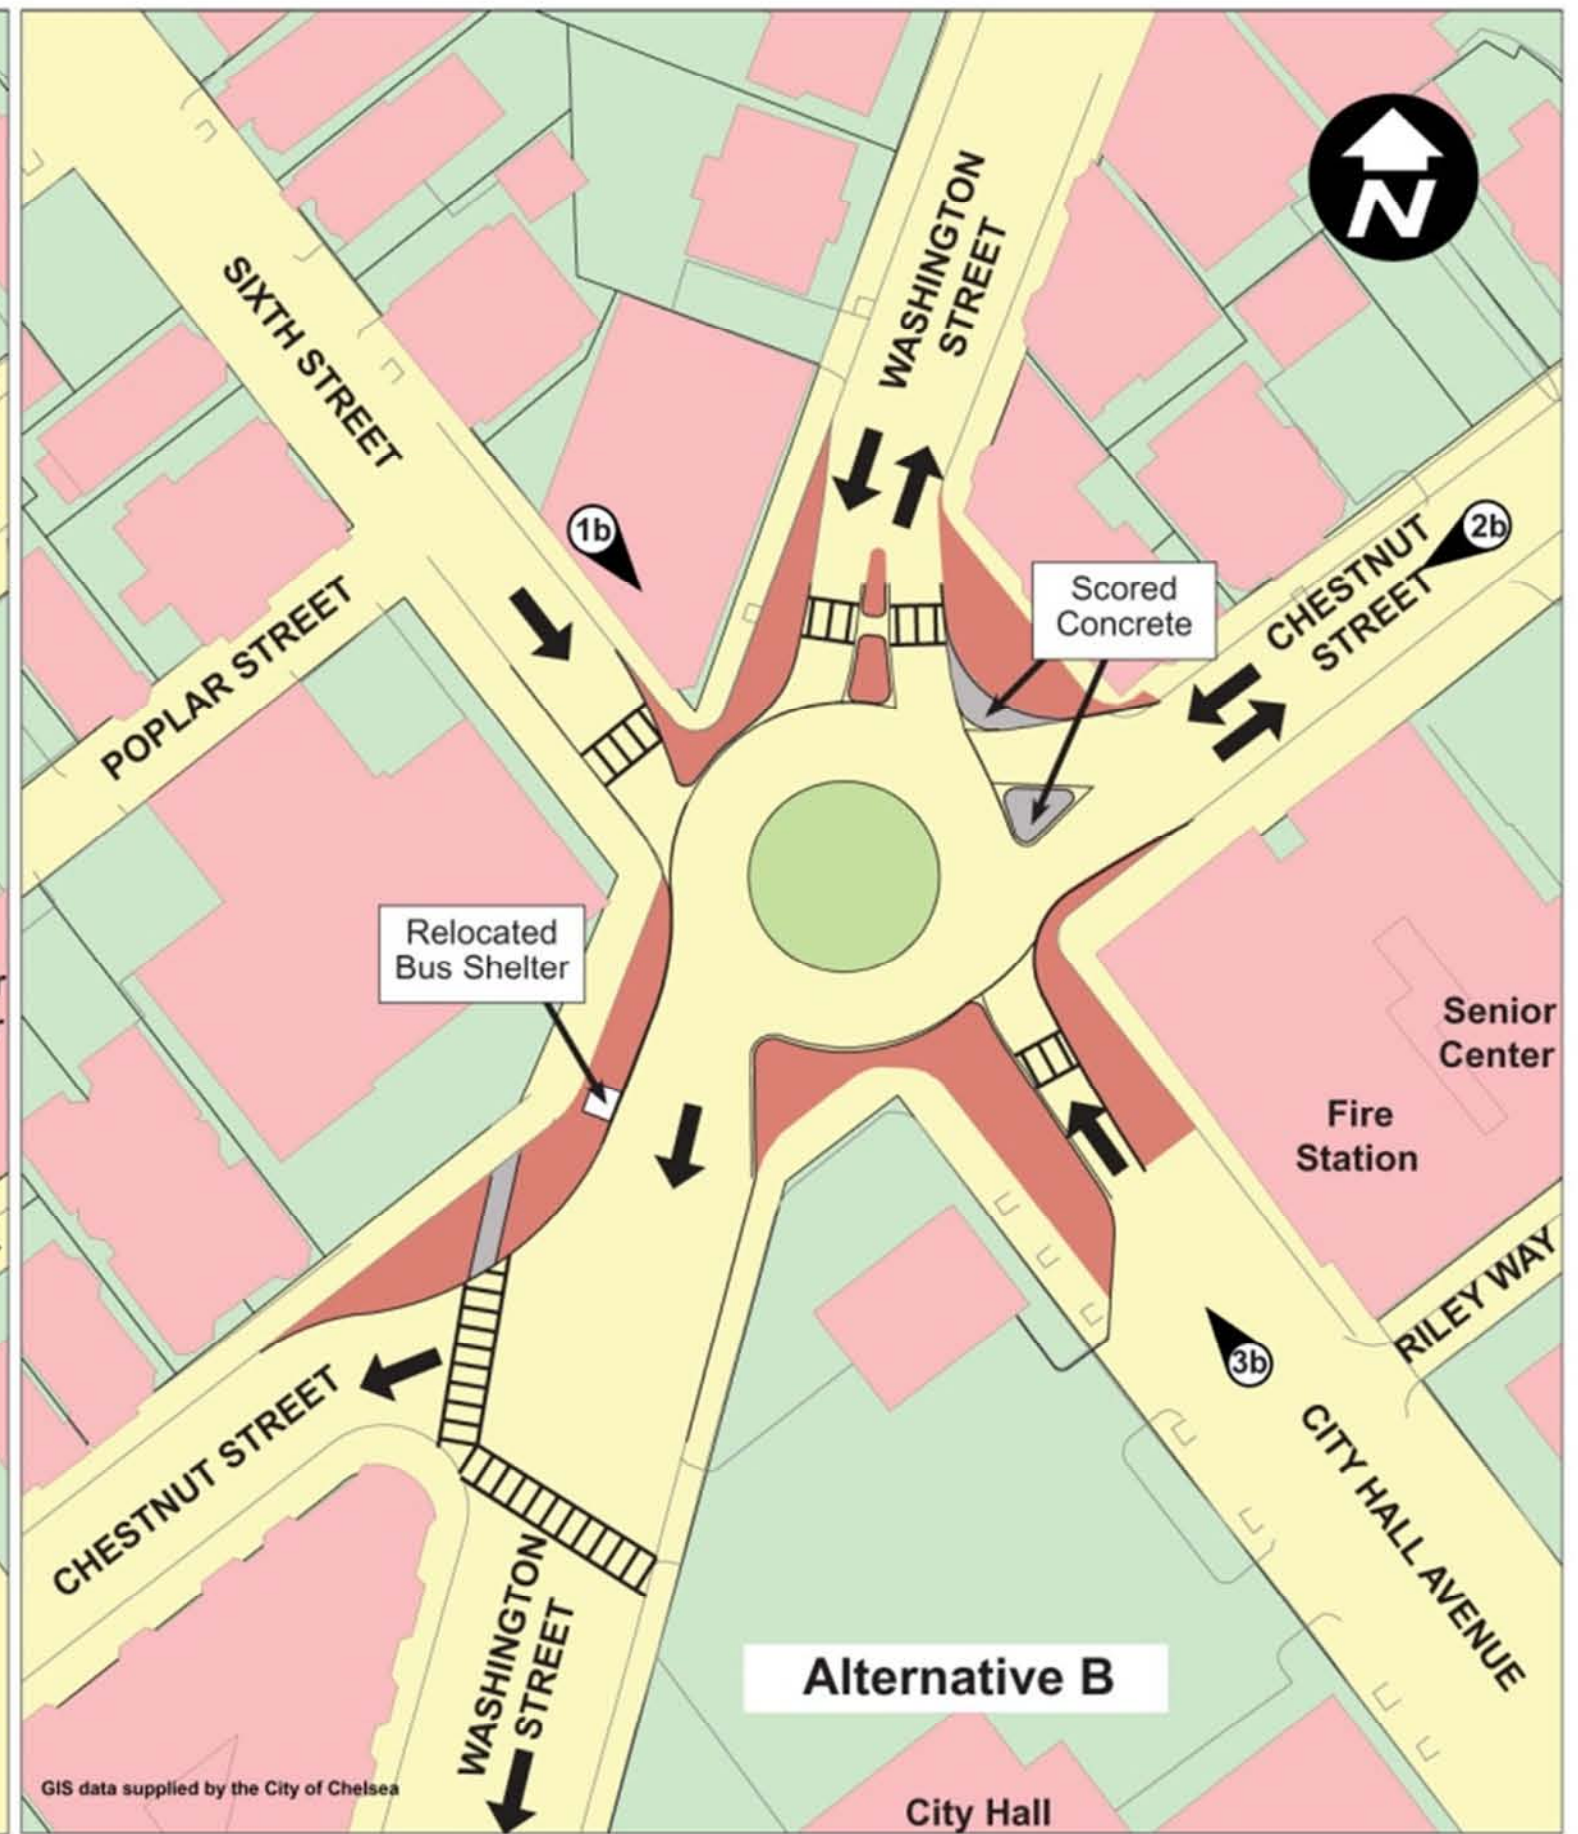 N
WASHINGTON
STREET
SIXTH STREET
1b
2b
CHESTNUT
STREET
Scored
Concrete
POPLAR STREET
Relocated
Bus Shelter
Senior
Center
Fire
Station
RILEY WAY
3b
CHESTNUT STREET
CITY HALL AVENUE
WASHINGTON
STREET
Alternative B
GIS data supplied by the City of Chelsea
City Hall